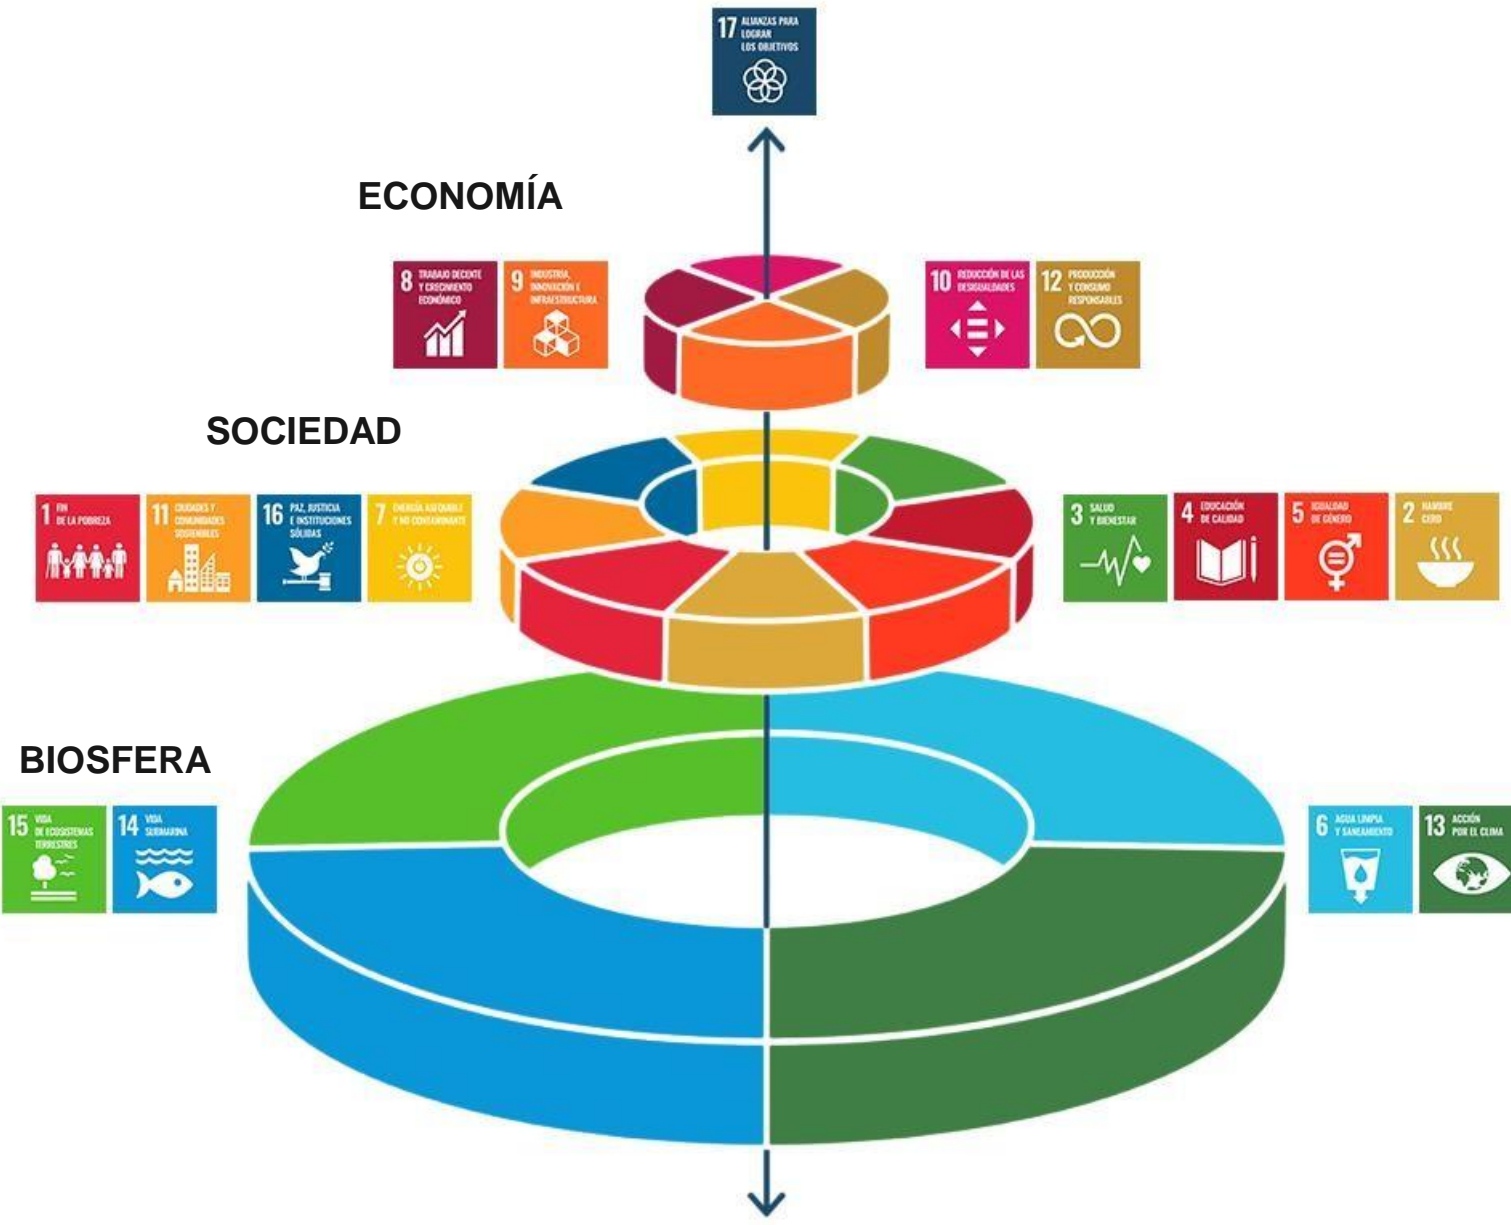 17 ALIANZAS PARA
LOGRAR
LOS OBJETIVOS
ECONOMÍA
8 TRABAJO DECENTE
Y CRECIMIENTO
ECONÓMICO
9 INDUSTRIA,
INNOVACIÓN E
INFRAESTRUCTURA
10 REDUCCIÓN DE LAS
DESIGUALDADES
12 PRODUCCIÓN
Y CONSUMO
RESPONSABLES
SOCIEDAD
1 FIN
DE LA POBREZA
11 CIUDADES Y
COMUNIDADES
SOSTENIBLES
16 PAZ, JUSTICIA
E INSTITUCIONES
SÓLIDAS
7 ENERGÍA ASEQUIBLE
Y NO CONTAMINANTE
3 SALUD
Y BIENESTAR
4 EDUCACIÓN
DE CALIDAD
5 IGUALDAD
DE GÉNERO
2 HAMBRE
CERO
BIOSFERA
15 VIDA
DE ECOSISTEMAS
TERRESTRES
14 VIDA
SUBMARINA
6 AGUA LIMPIA
Y SANEAMIENTO
13 ACCIÓN
POR EL CLIMA